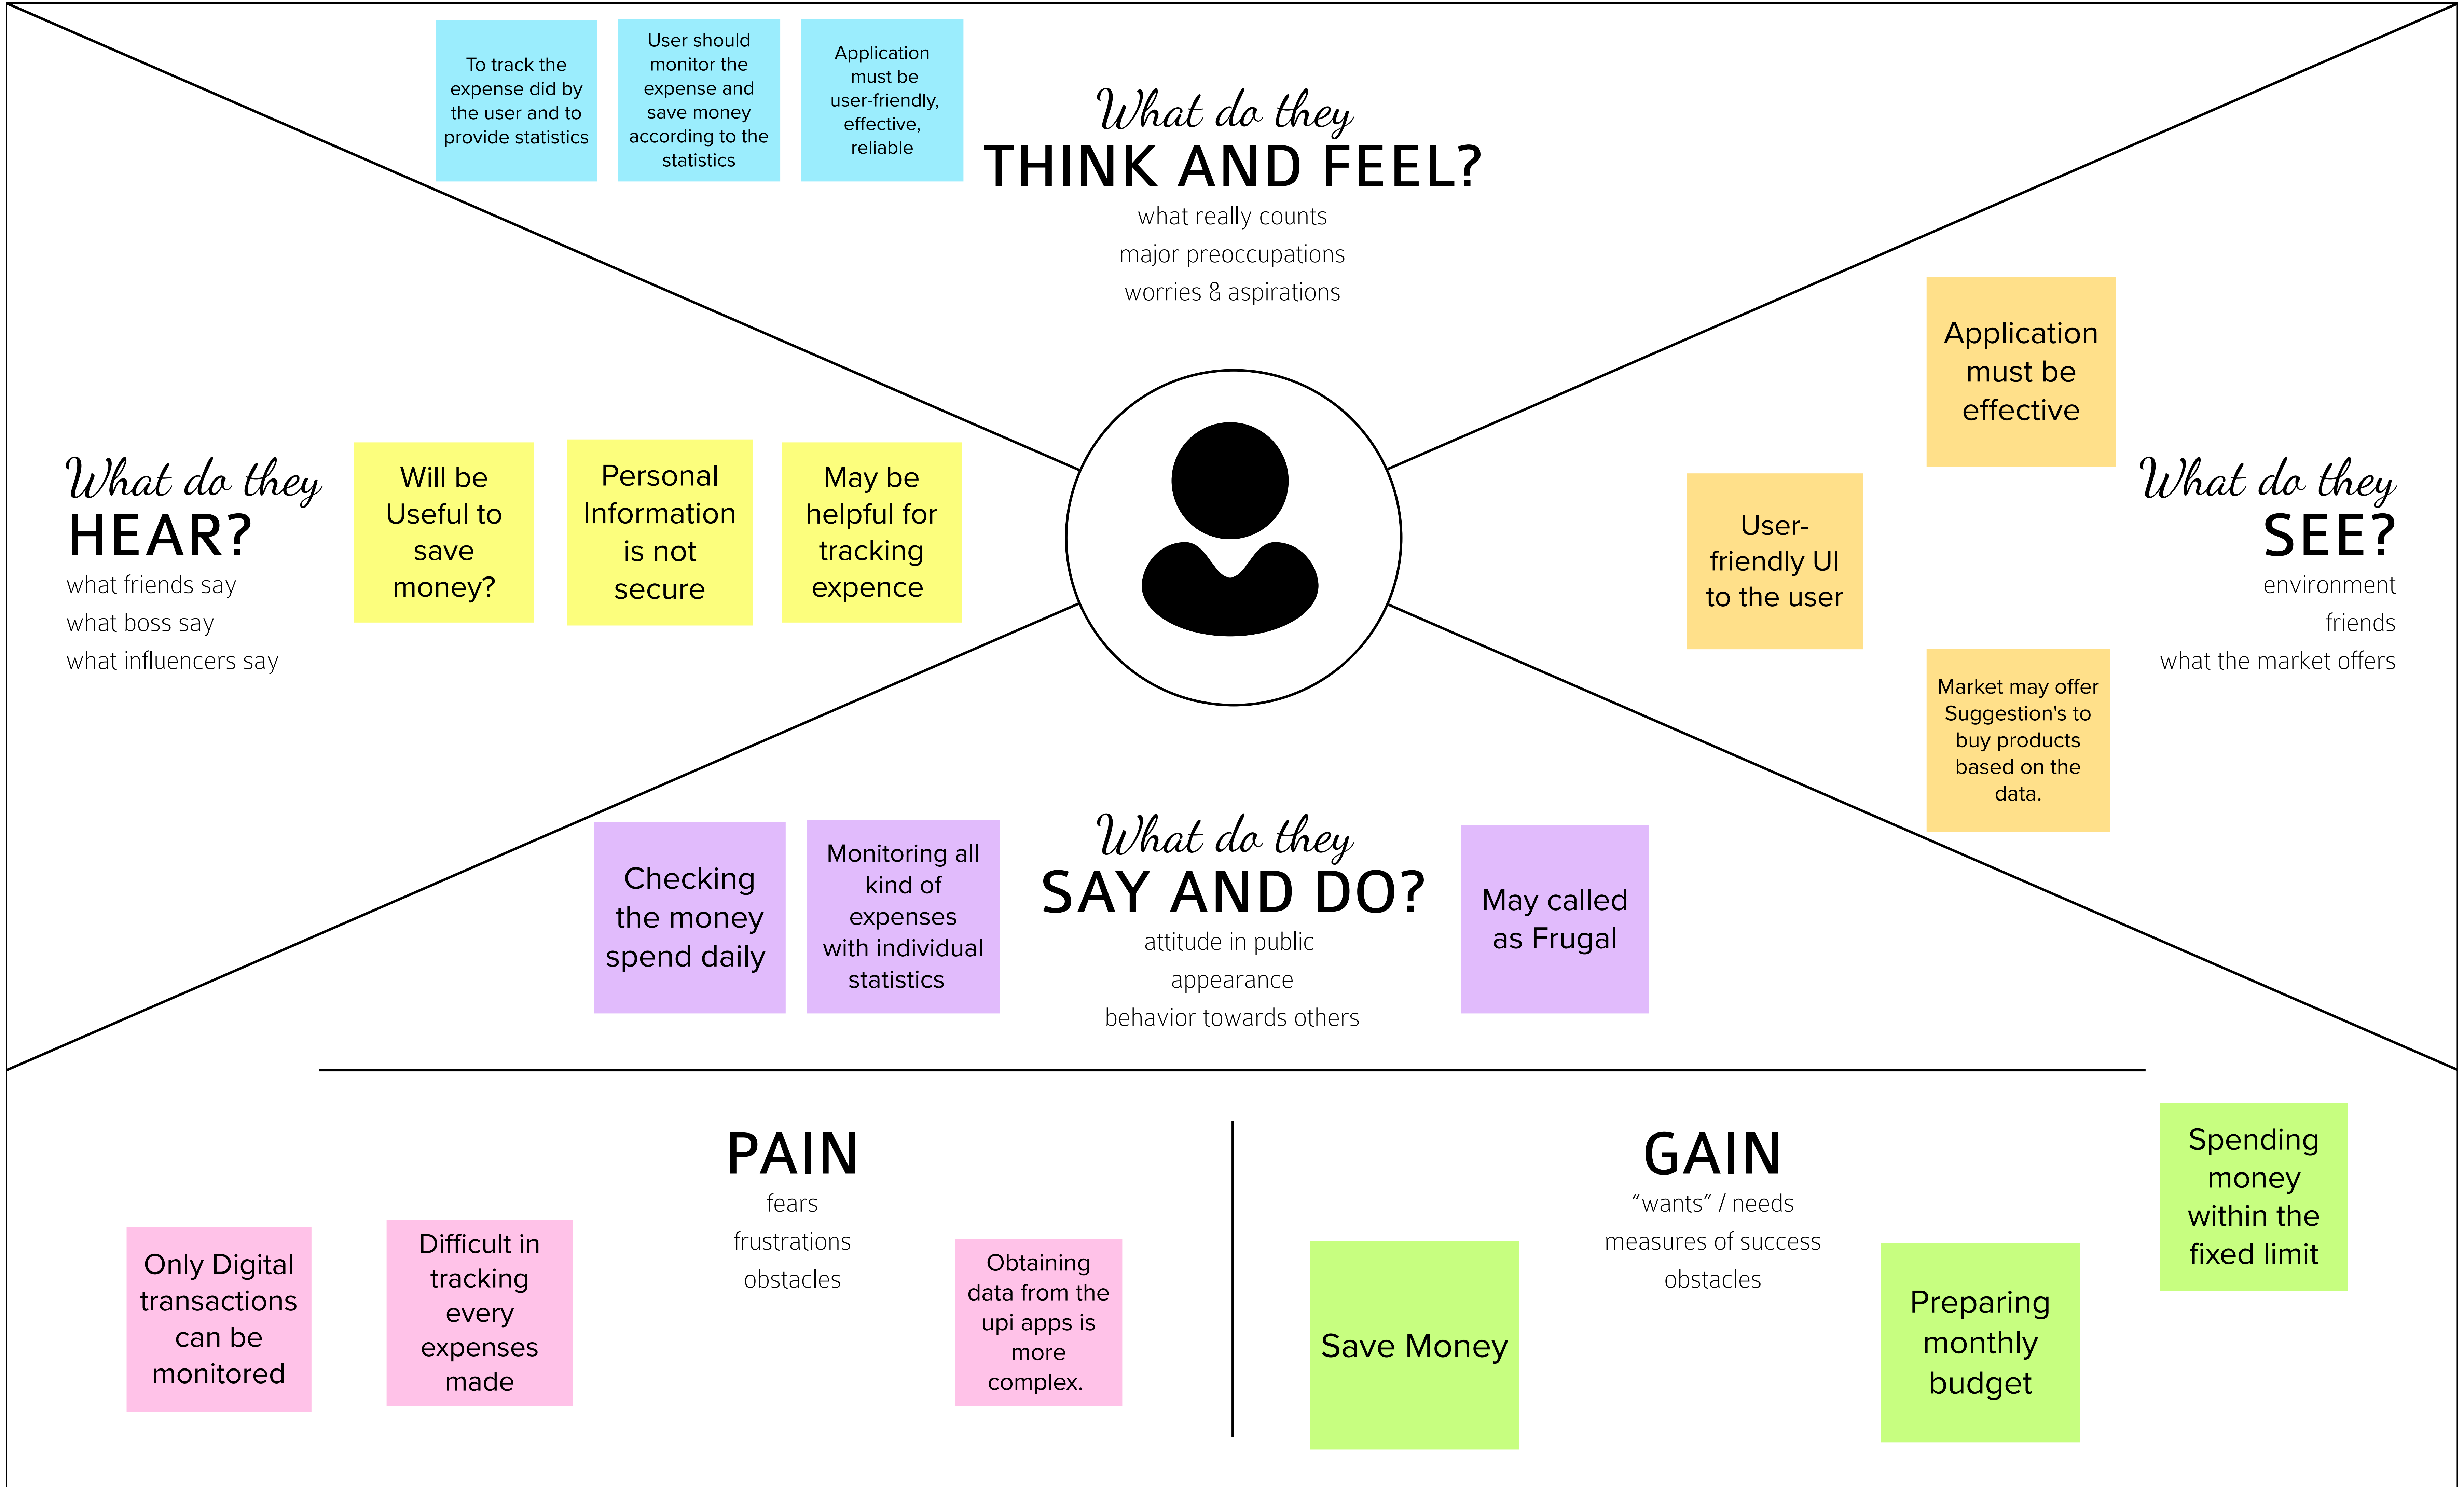 To track the
expense did by
the user and to
provide statistics
User should
monitor the
expense and
save money
according to the
statistics
Application
must be
user-friendly,
effective,
reliable
What do they
THINK AND FEEL?
what really counts
major preoccupations
worries & aspirations
What do they
HEAR?
what friends say
what boss say
what influencers say
Will be
Useful to
save
money?
Personal
Information
is not
secure
May be
helpful for
tracking
expence
Application
must be
effective
User-
friendly UI
to the user
Market may offer
Suggestion's to
buy products
based on the
data.
What do they
SEE?
environment
friends
what the market offers
Checking
the money
spend daily
Monitoring all
kind of
expenses
with individual
statistics
What do they
SAY AND DO?
attitude in public
appearance
behavior towards others
May called
as Frugal
PAIN
fears
frustrations
obstacles
Only Digital
transactions
can be
monitored
Difficult in
tracking
every
expenses
made
Obtaining
data from the
upi apps is
more
complex.
GAIN
“wants” / needs
measures of success
obstacles
Save Money
Preparing
monthly
budget
Spending
money
within the
fixed limit